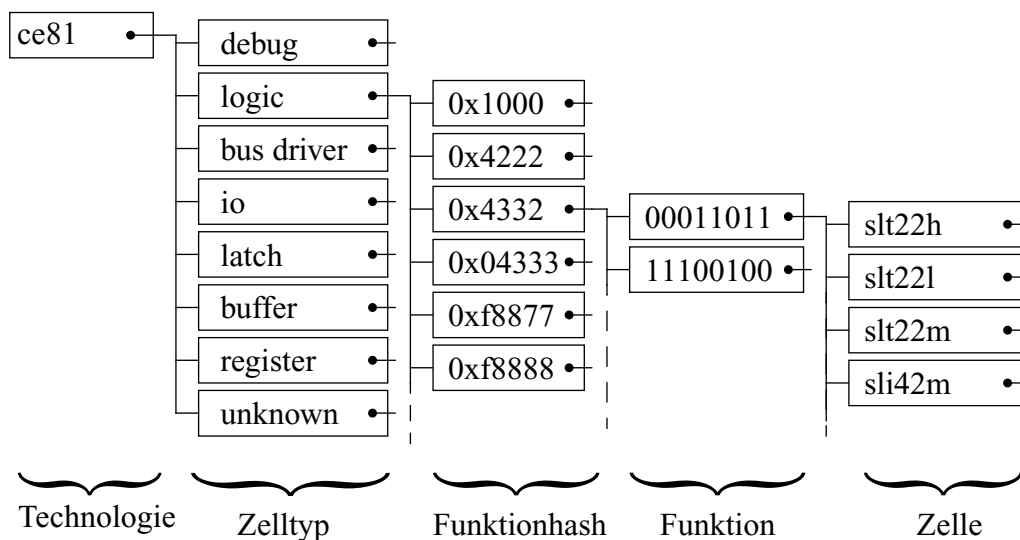 ce81
debug
logic
bus driver
io
latch
buffer
register
unknown
0x1000
0x4222
0x4332
0x04333
0xf8877
0xf8888
00011011
11100100
slt22h
slt22l
slt22m
sli42m
Technologie
Zelltyp
Funktionhash
Funktion
Zelle